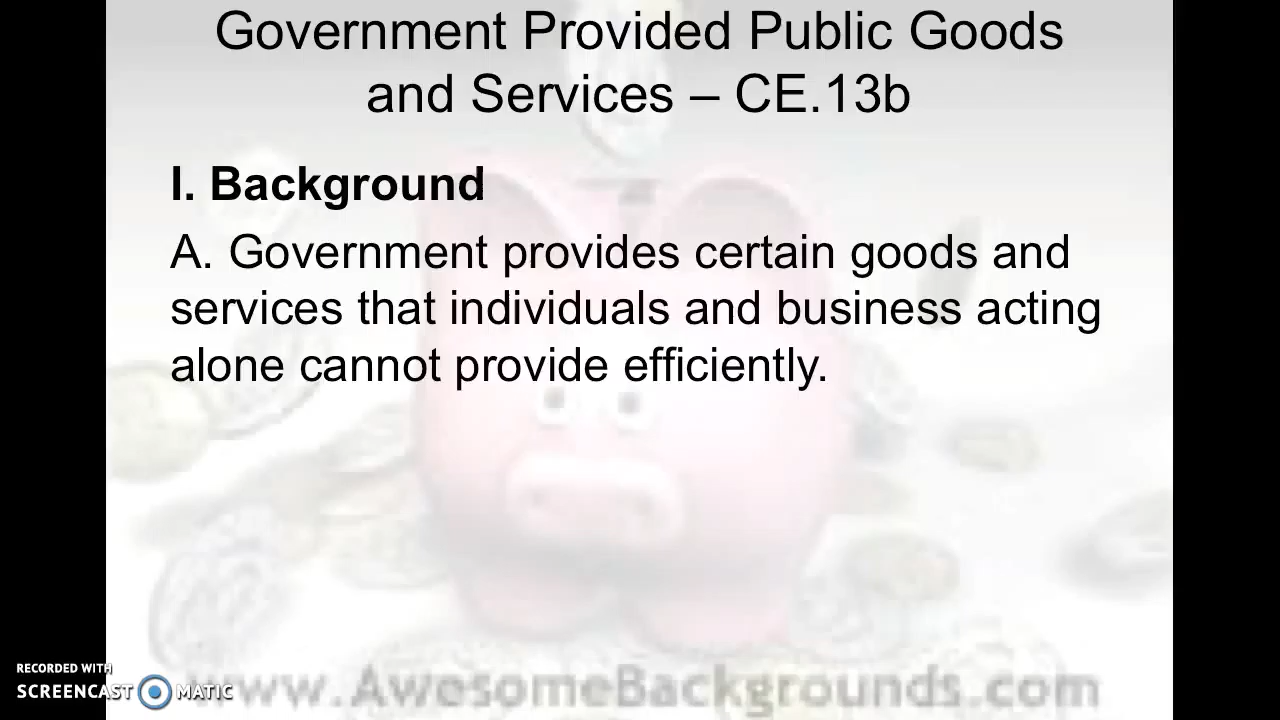 Government Provided Public Goods
and Services – CE.13b
I. Background
A. Government provides certain goods and
services that individuals and business acting
alone cannot provide efficiently.
RECORDED WITH
SCREENCAST MATIC
www.AwesomeBackgrounds.com